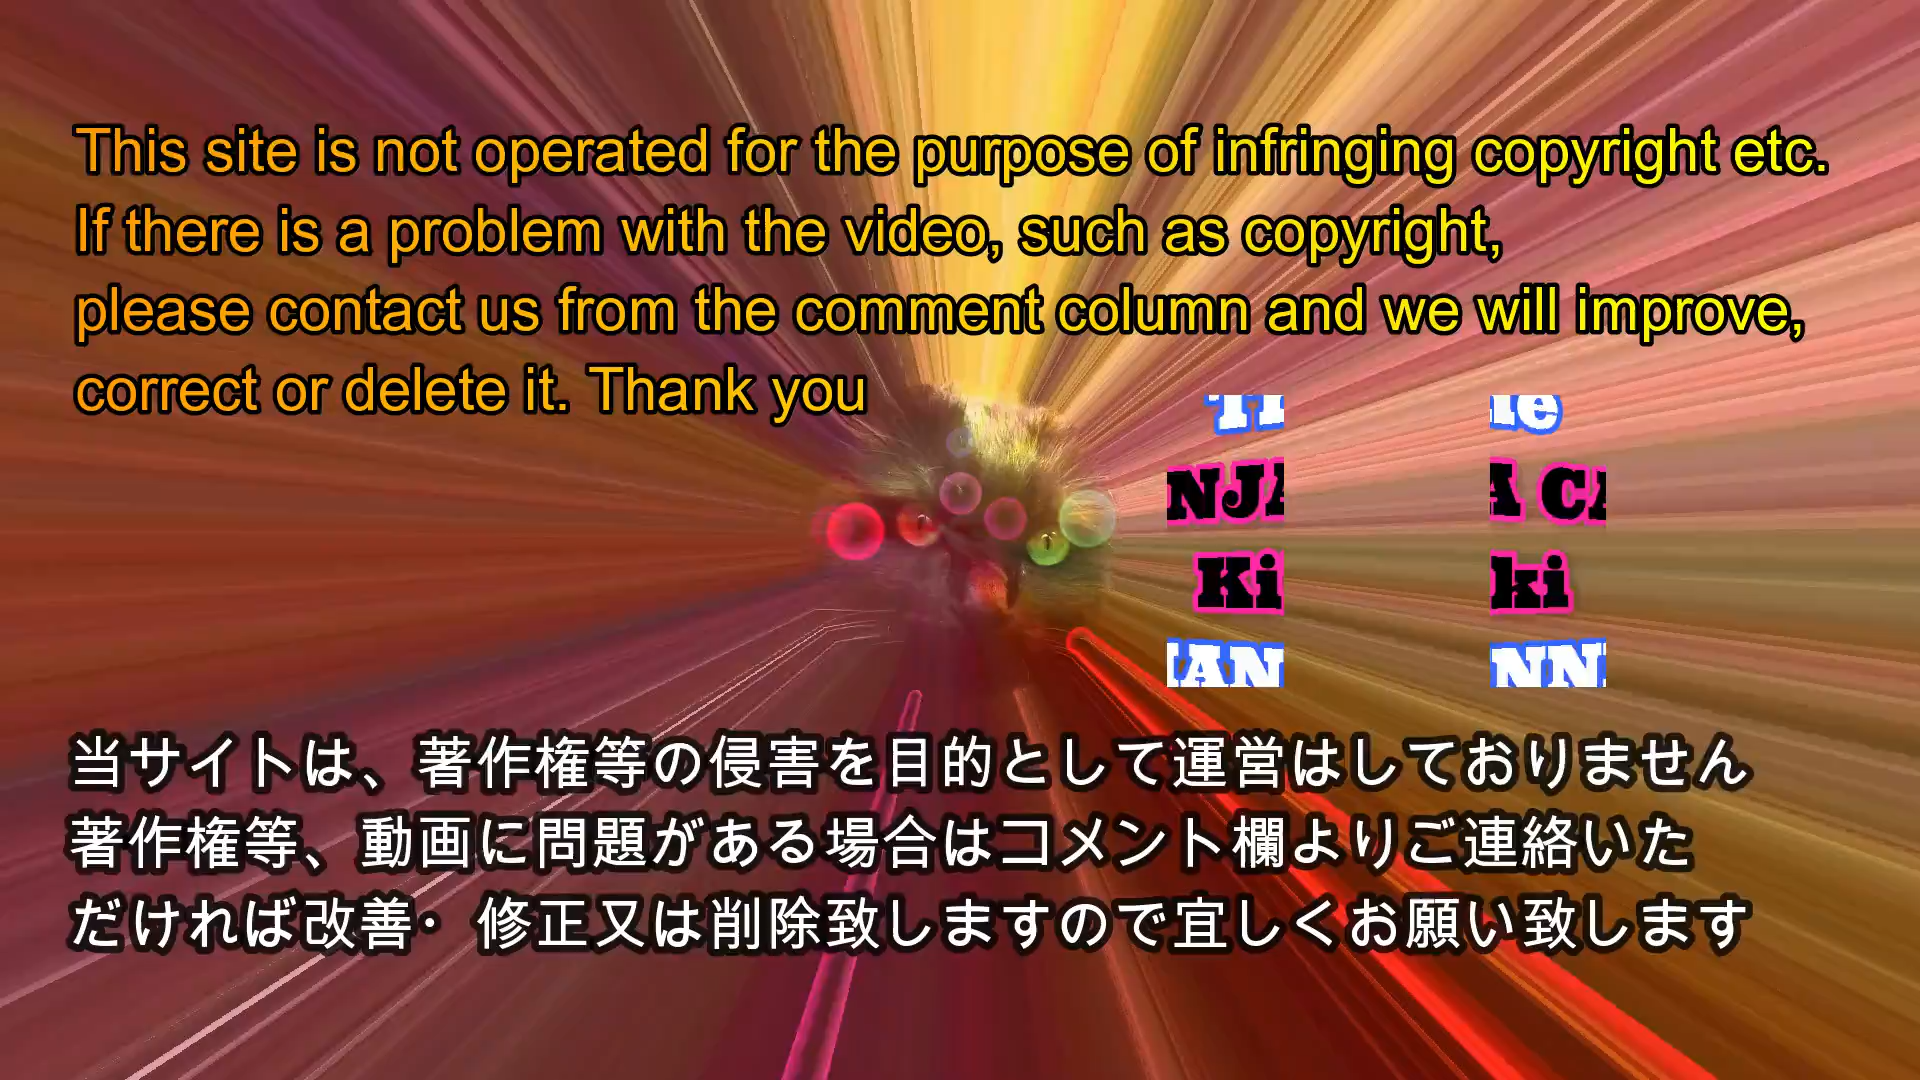 This site is not operated for the purpose of infringing copyright etc.
If there is a problem with the video, such as copyright,
please contact us from the comment column and we will improve,
correct or delete it. Thank you
当サイトは、著作権等の侵害を目的として運営はしておりません
著作権等、動画に問題がある場合はコメント欄よりご連絡いた
だければ改善・修正又は削除致しますので宜しくお願い致します